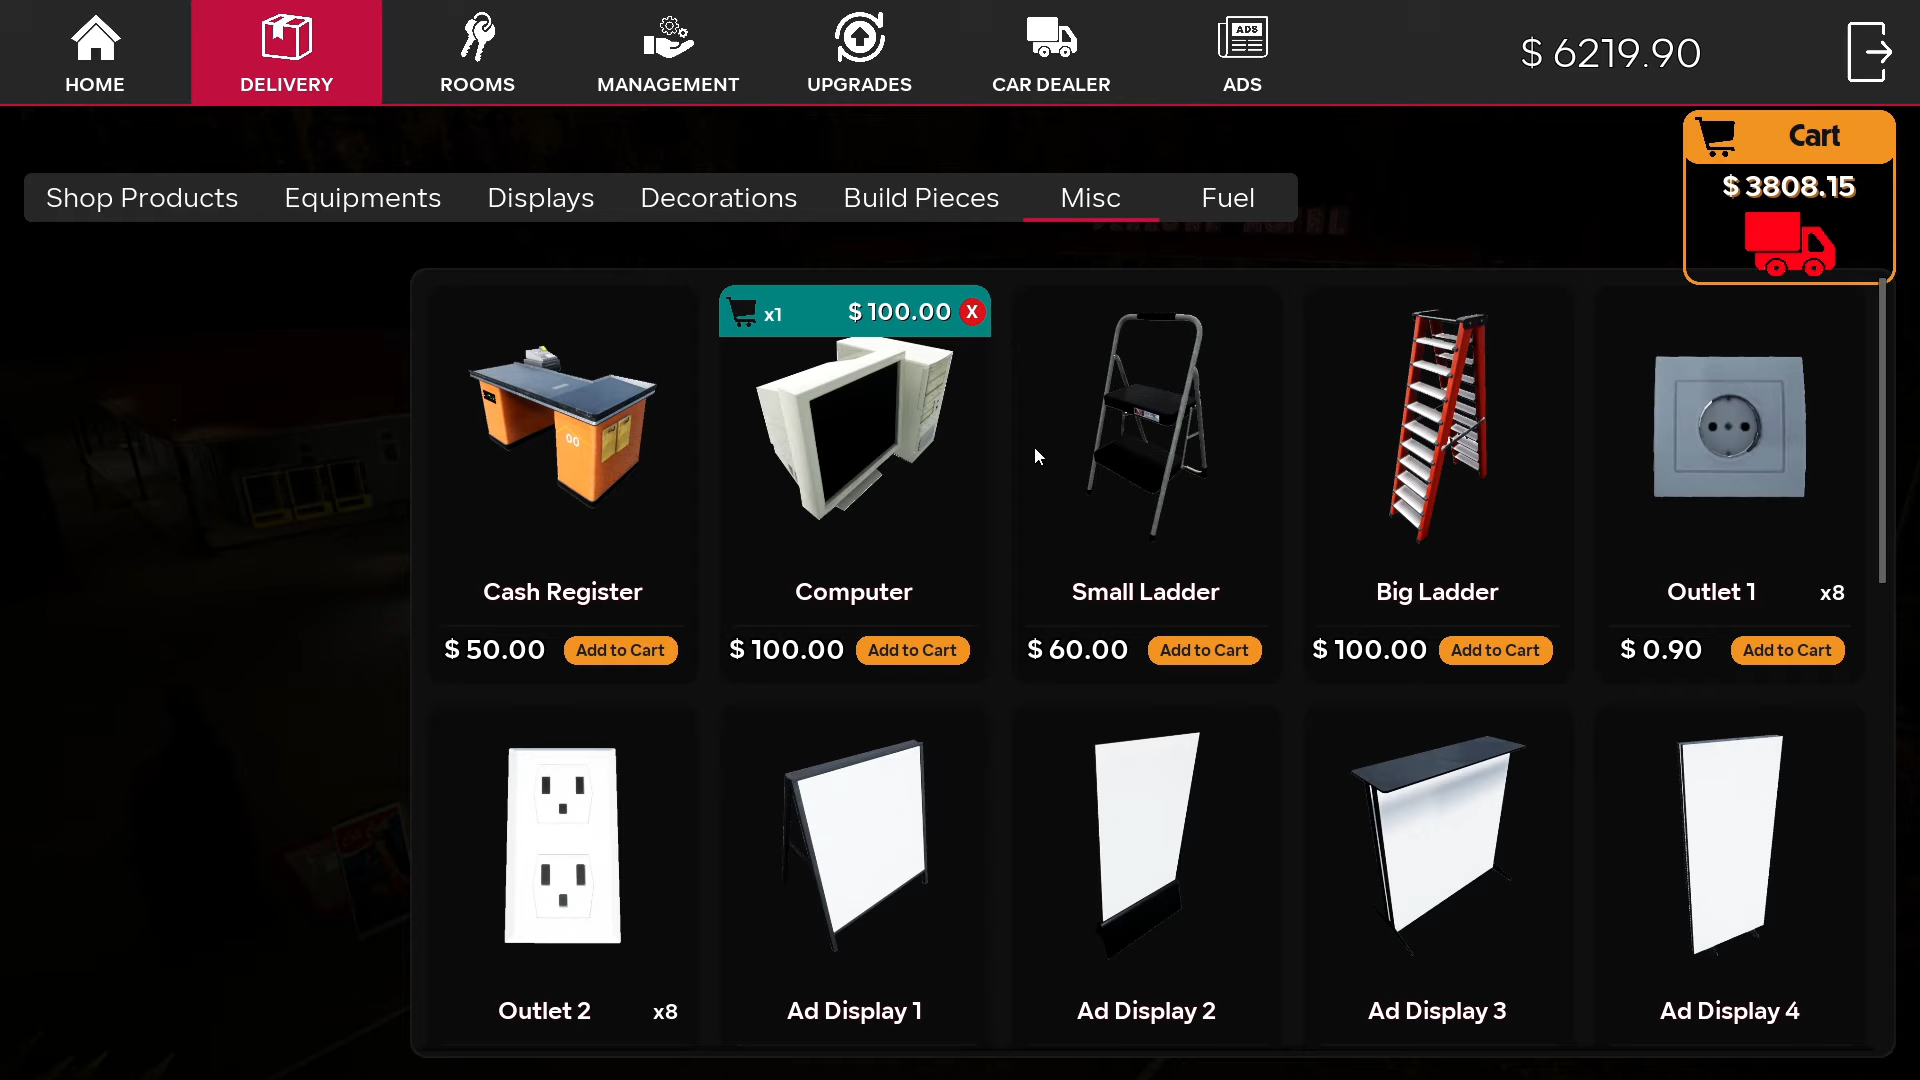 HOME
DELIVERY
ROOMS
MANAGEMENT
UPGRADES
CAR DEALER
ADS
ADS
$ 6219.90
Cart
$ 3808.15
Shop Products
Equipments
Displays
Decorations
Build Pieces
Misc
Fuel
x1
$ 100.00
X
00
Cash Register
Computer
Small Ladder
Big Ladder
Outlet 1
x8
$ 50.00
Add to Cart
$ 100.00
Add to Cart
$ 60.00
Add to Cart
$ 100.00
Add to Cart
$ 0.90
Add to Cart
Outlet 2
x8
Ad Display 1
Ad Display 2
Ad Display 3
Ad Display 4